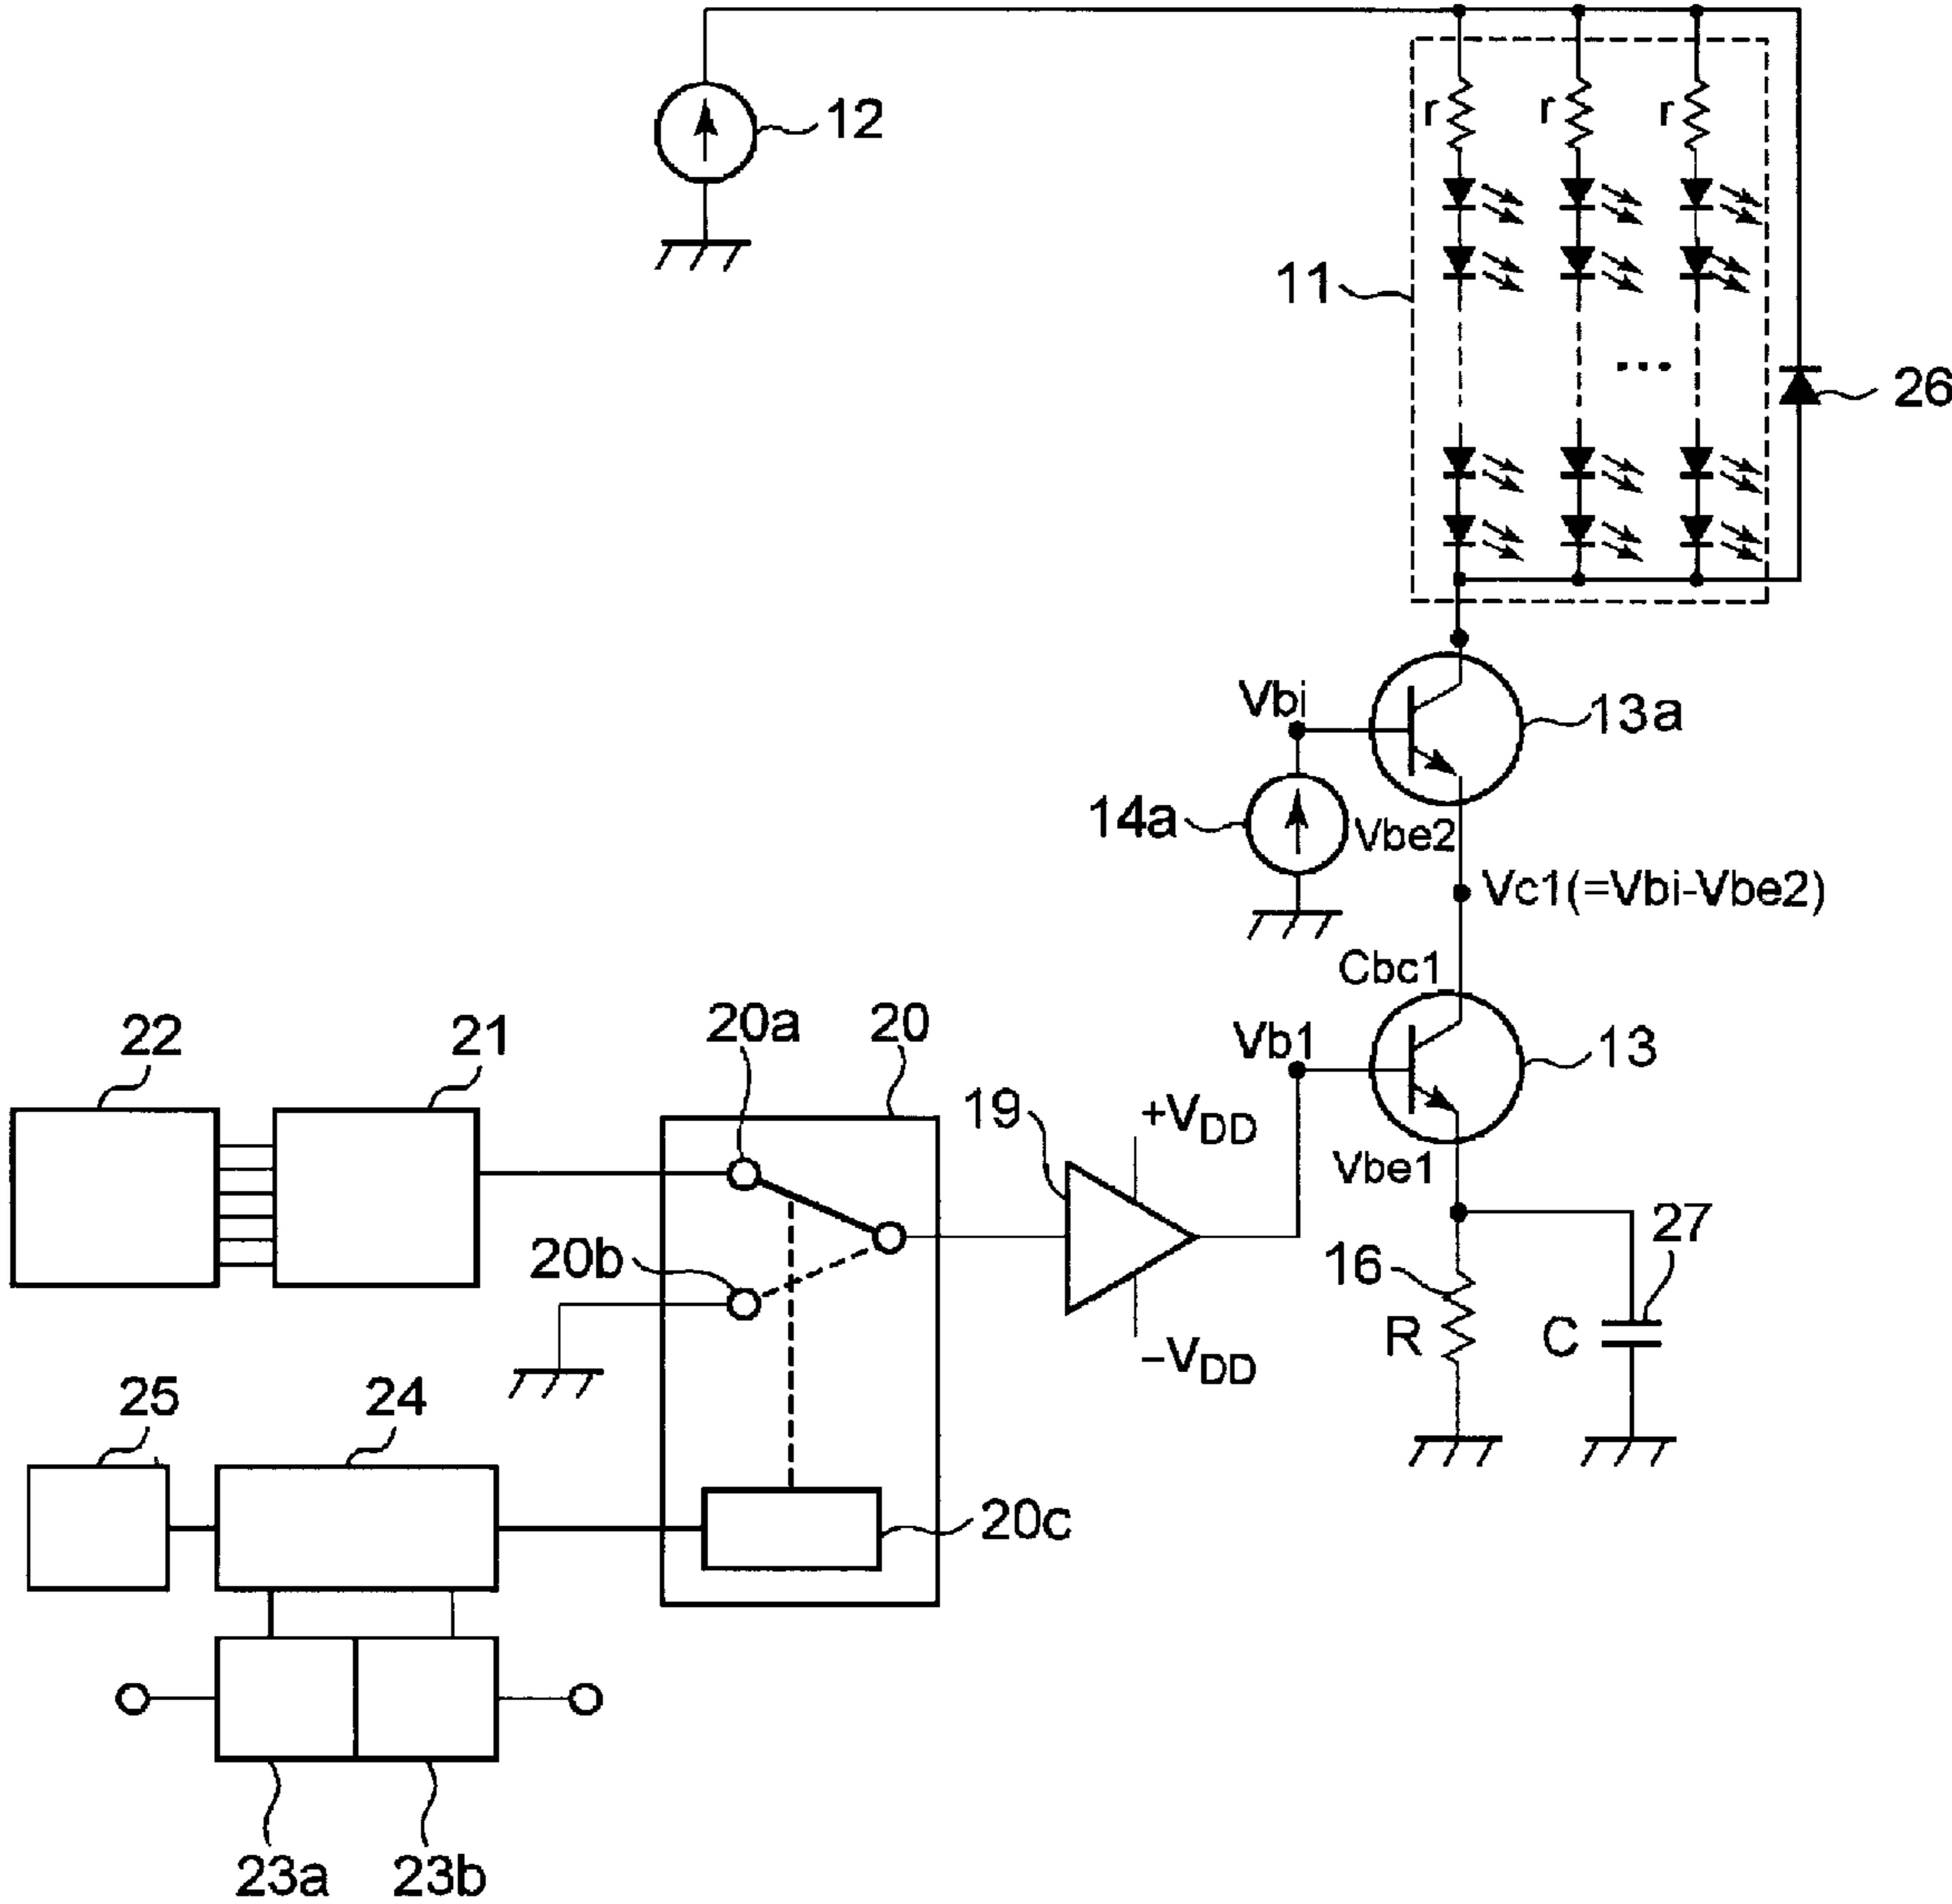 12
r r r
11
...
26
Vbi
13a
14a
Vbe2
Vc1(=Vbi-Vbe2)
Cbc1
22
21
20a
20
Vb1
13
19
+VDD
Vbe1
27
20b
16
R
C
-VDD
25
24
20c
23a
23b